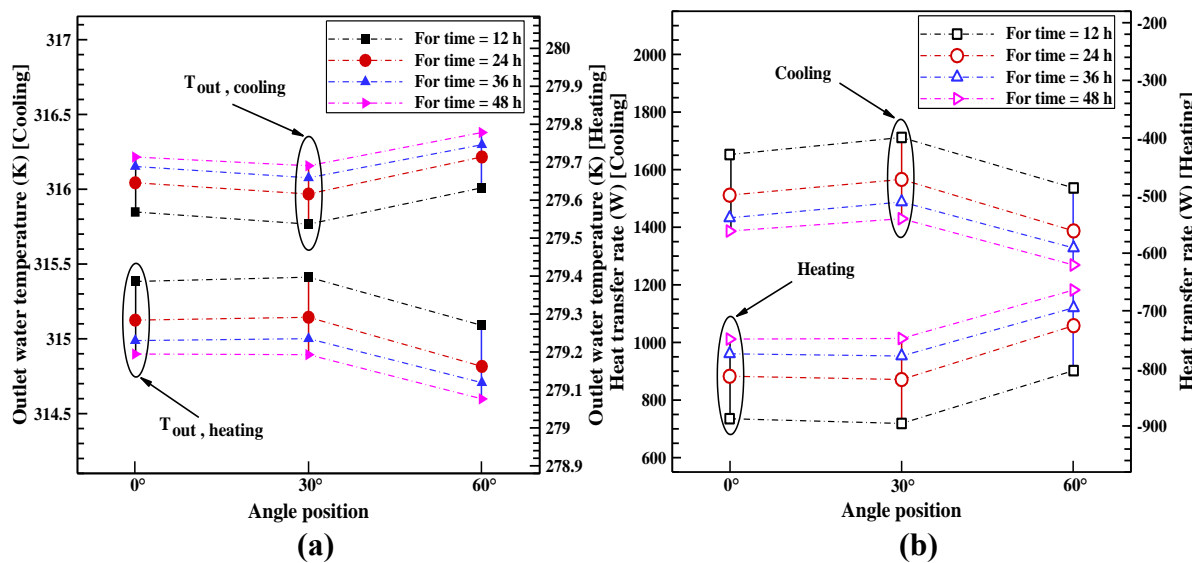 For time = 12 h
For time = 24 h
For time = 36 h
For time = 48 h
T out , cooling
T out , heating
Outlet water temperature (K) [Cooling]
317
316.5
316
315.5
315
314.5
Outlet water temperature (K) [Heating]
280
279.9
279.8
279.7
279.6
279.5
279.4
279.3
279.2
279.1
279
278.9
0°
30°
60°
Angle position
(a)
For time = 12 h
For time = 24 h
For time = 36 h
For time = 48 h
Cooling
Heating
Heat transfer rate (W) [Cooling]
2000
1800
1600
1400
1200
1000
800
600
Heat transfer rate (W) [Heating]
-200
-300
-400
-500
-600
-700
-800
-900
0°
30°
60°
Angle position
(b)